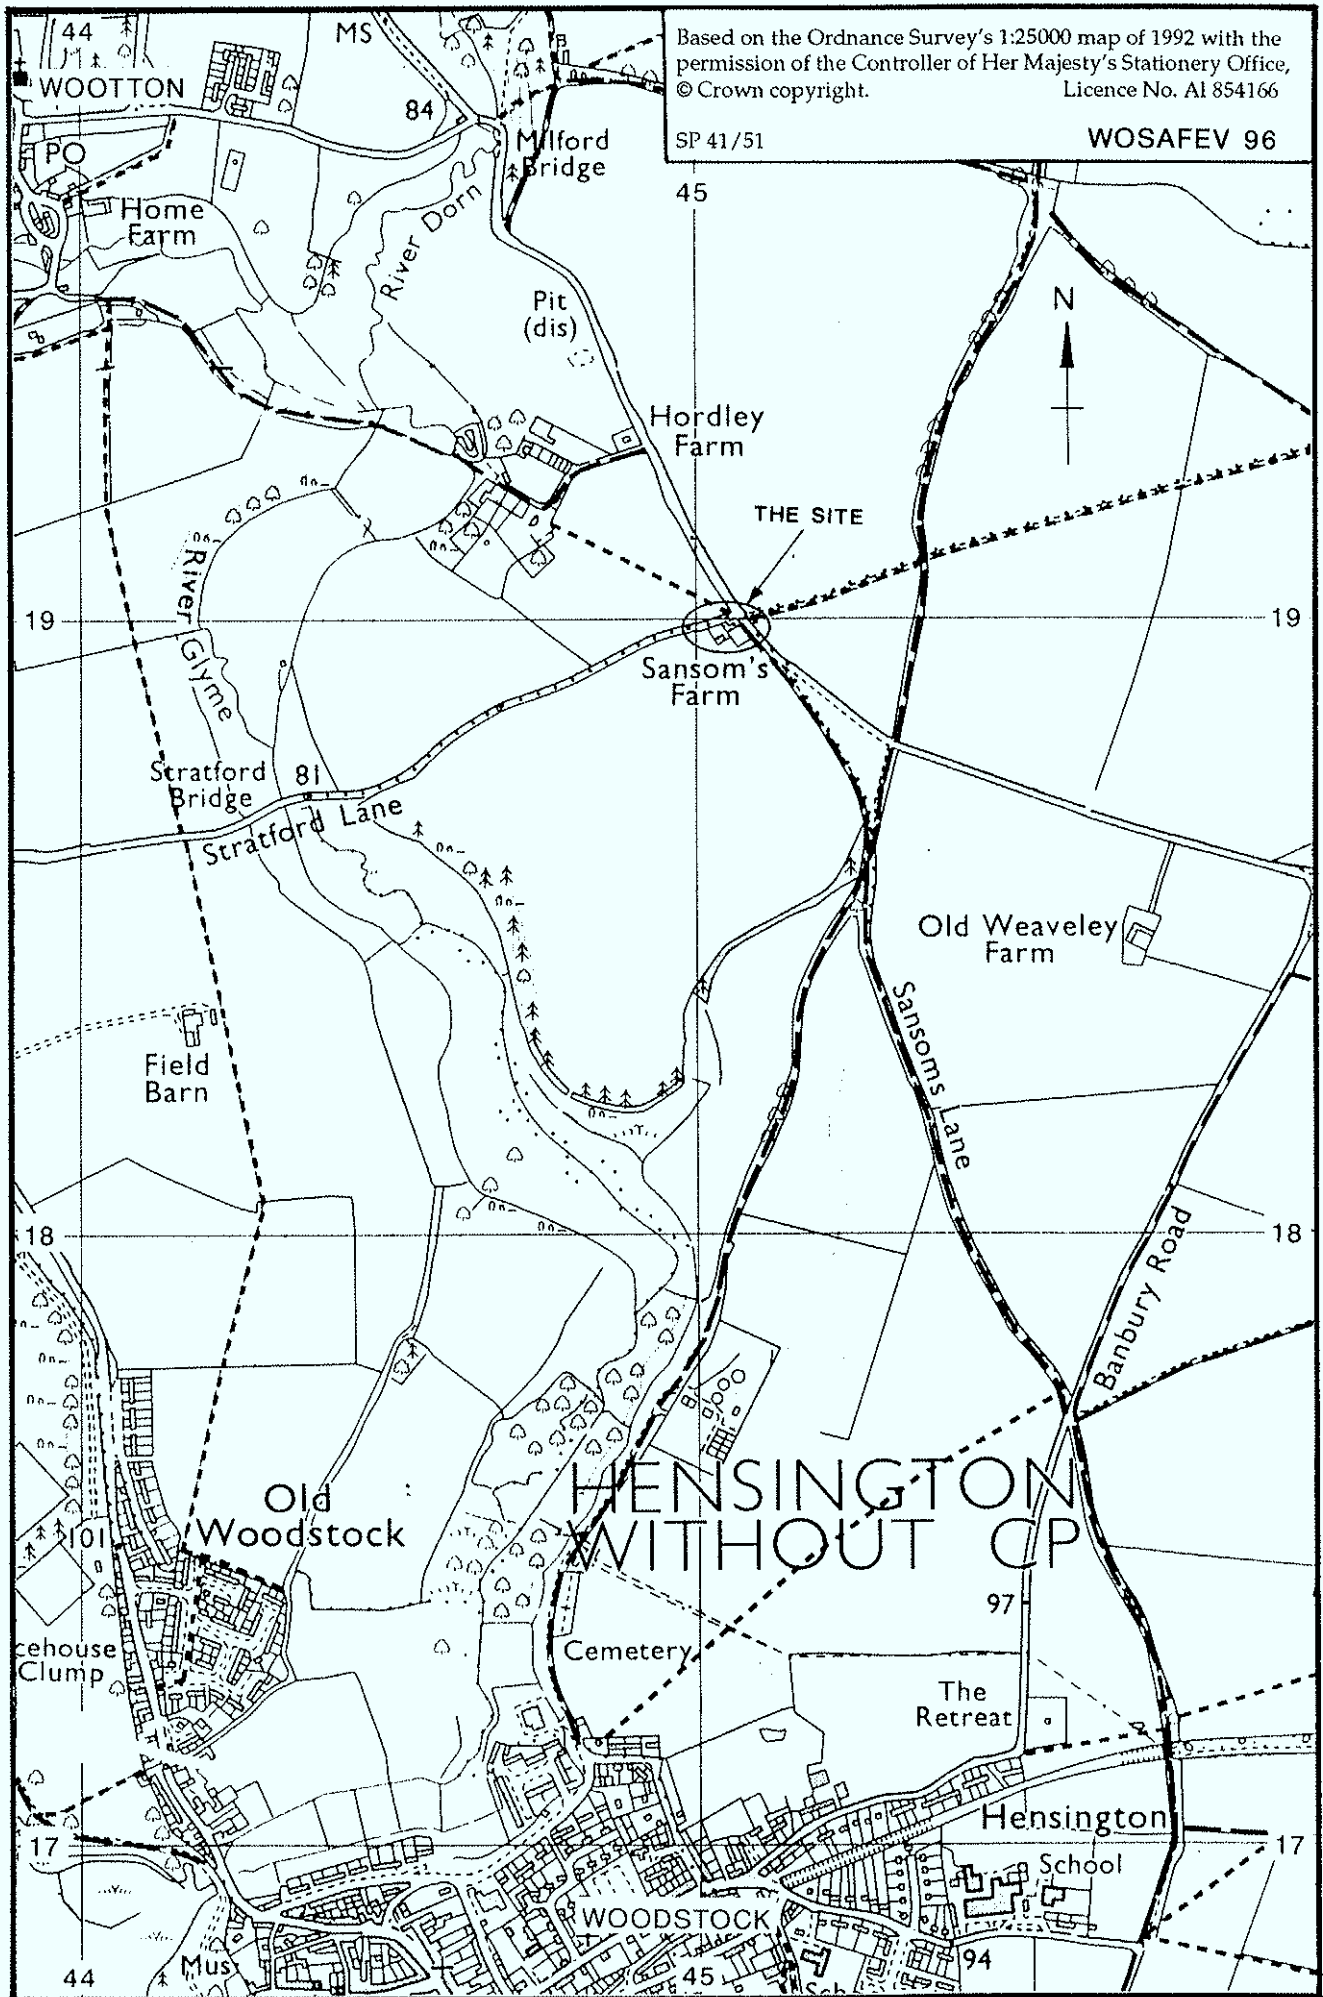 44
MS
Based on the Ordnance Survey's 1:25000 map of 1992 with the
permission of the Controller of Her Majesty's Stationery Office,
© Crown copyright. Licence No. Al 854166
SP 41/51 WOSAFEV 96
WOOTTON
84
PO
Milford
Bridge
45
Home
Farm
River Dorn
N
Pit
(dis)
Hordley
Farm
THE SITE
River Glyme
19
19
Sansom's
Farm
Stratford
Bridge
81
Stratford Lane
Old Weaveley
Farm
Sansoms Lane
Field
Barn
18
18
Banbury Road
Old
Woodstock
101
HENSINGTON
WITHOUT CP
97
cehouse
Clump
Cemetery
The
Retreat
17
Hensington
17
School
WOODSTOCK
Mus
94
44
45
Sch